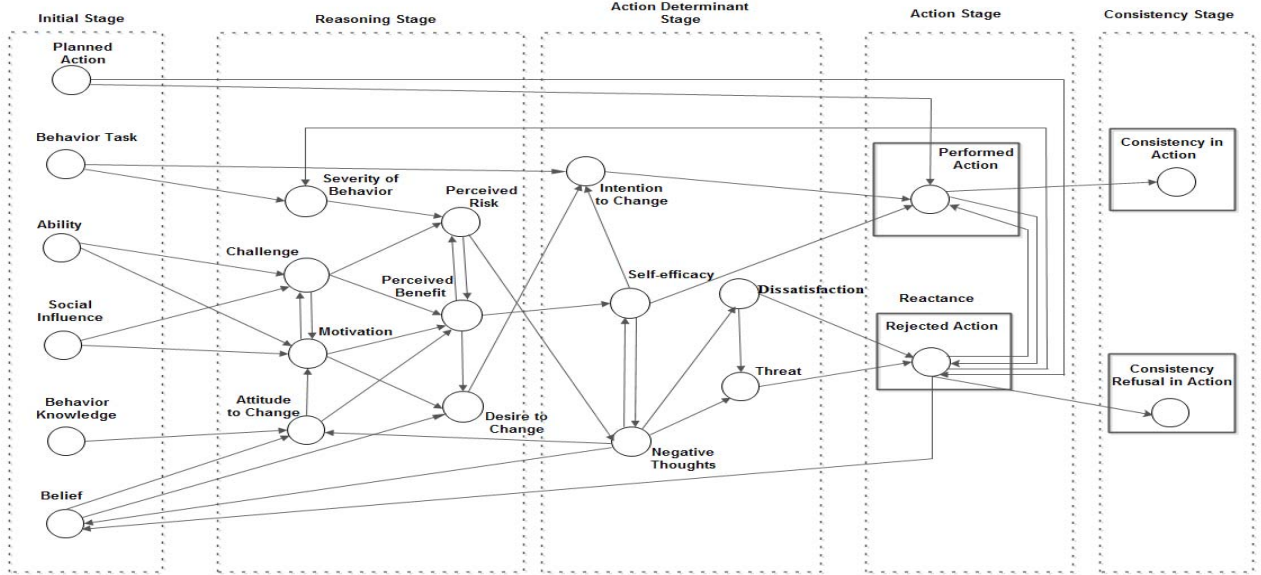 Initial Stage
Reasoning Stage
Action Determinant
Stage
Action Stage
Consistency Stage
Planned
Action
Behavior Task
Ability
Social
Influence
Behavior
Knowledge
Belief
Severity of
Behavior
Perceived
Risk
Challenge
Perceived
Benefit
Motivation
Attitude
to Change
Desire to
Change
Intention
to Change
Self-efficacy
Dissatisfaction
Threat
Negative
Thoughts
Performed
Action
Reactance
Rejected Action
Consistency in
Action
Consistency
Refusal in Action